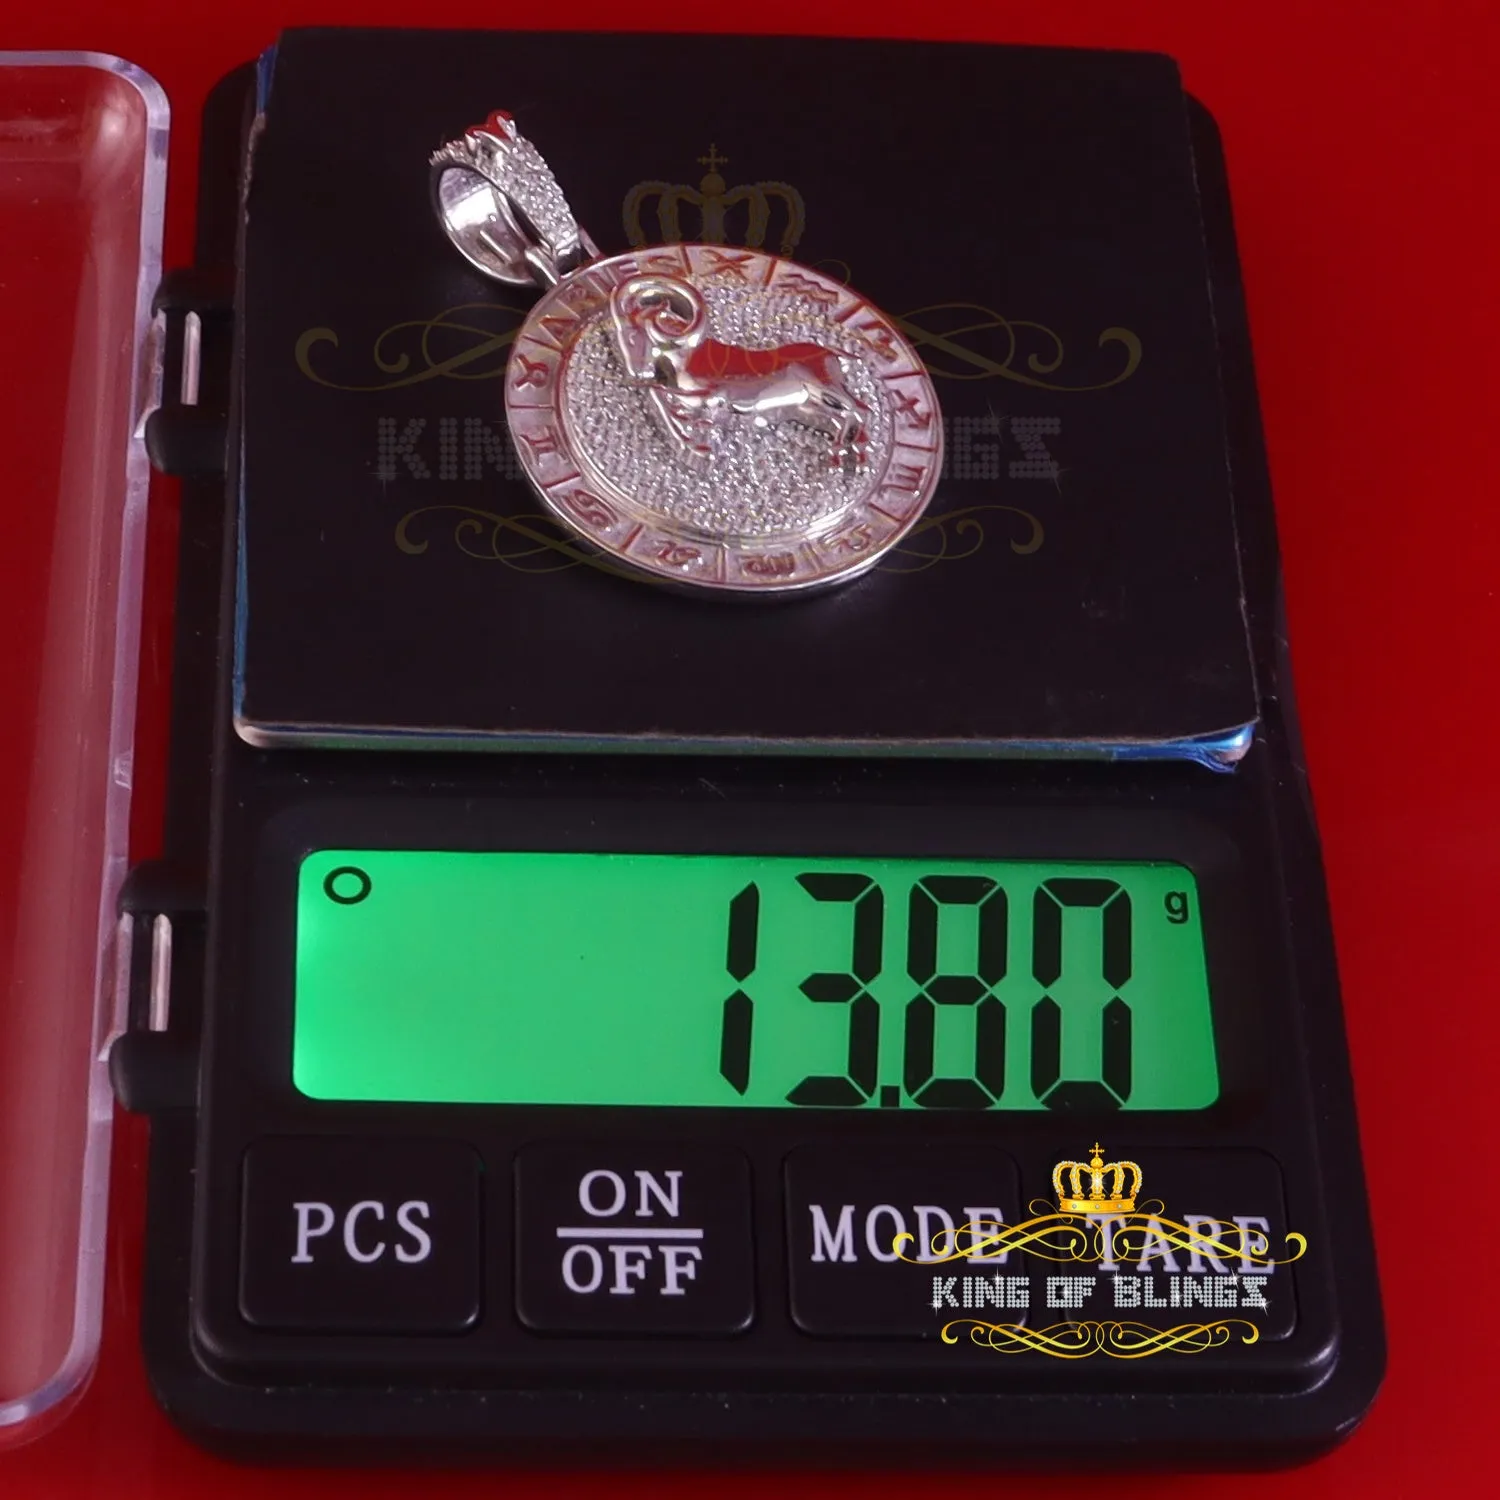 ARIES
KING OF BLINGS
13.80 g
PCS
ON
OFF
MODE
TARE
KING OF BLINGS